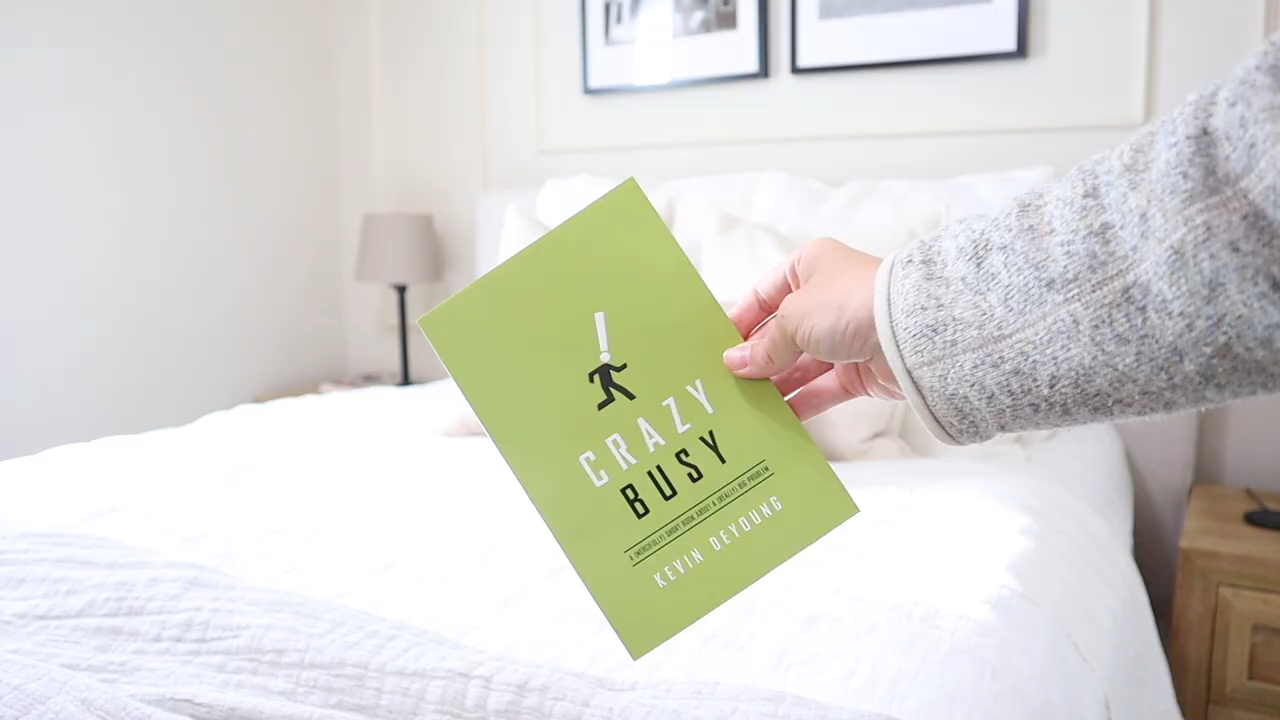 CRAZY
BUSY
A (MERCIFULLY) SHORT BOOK ABOUT A (REALLY) BIG PROBLEM
KEVIN DEYOUNG